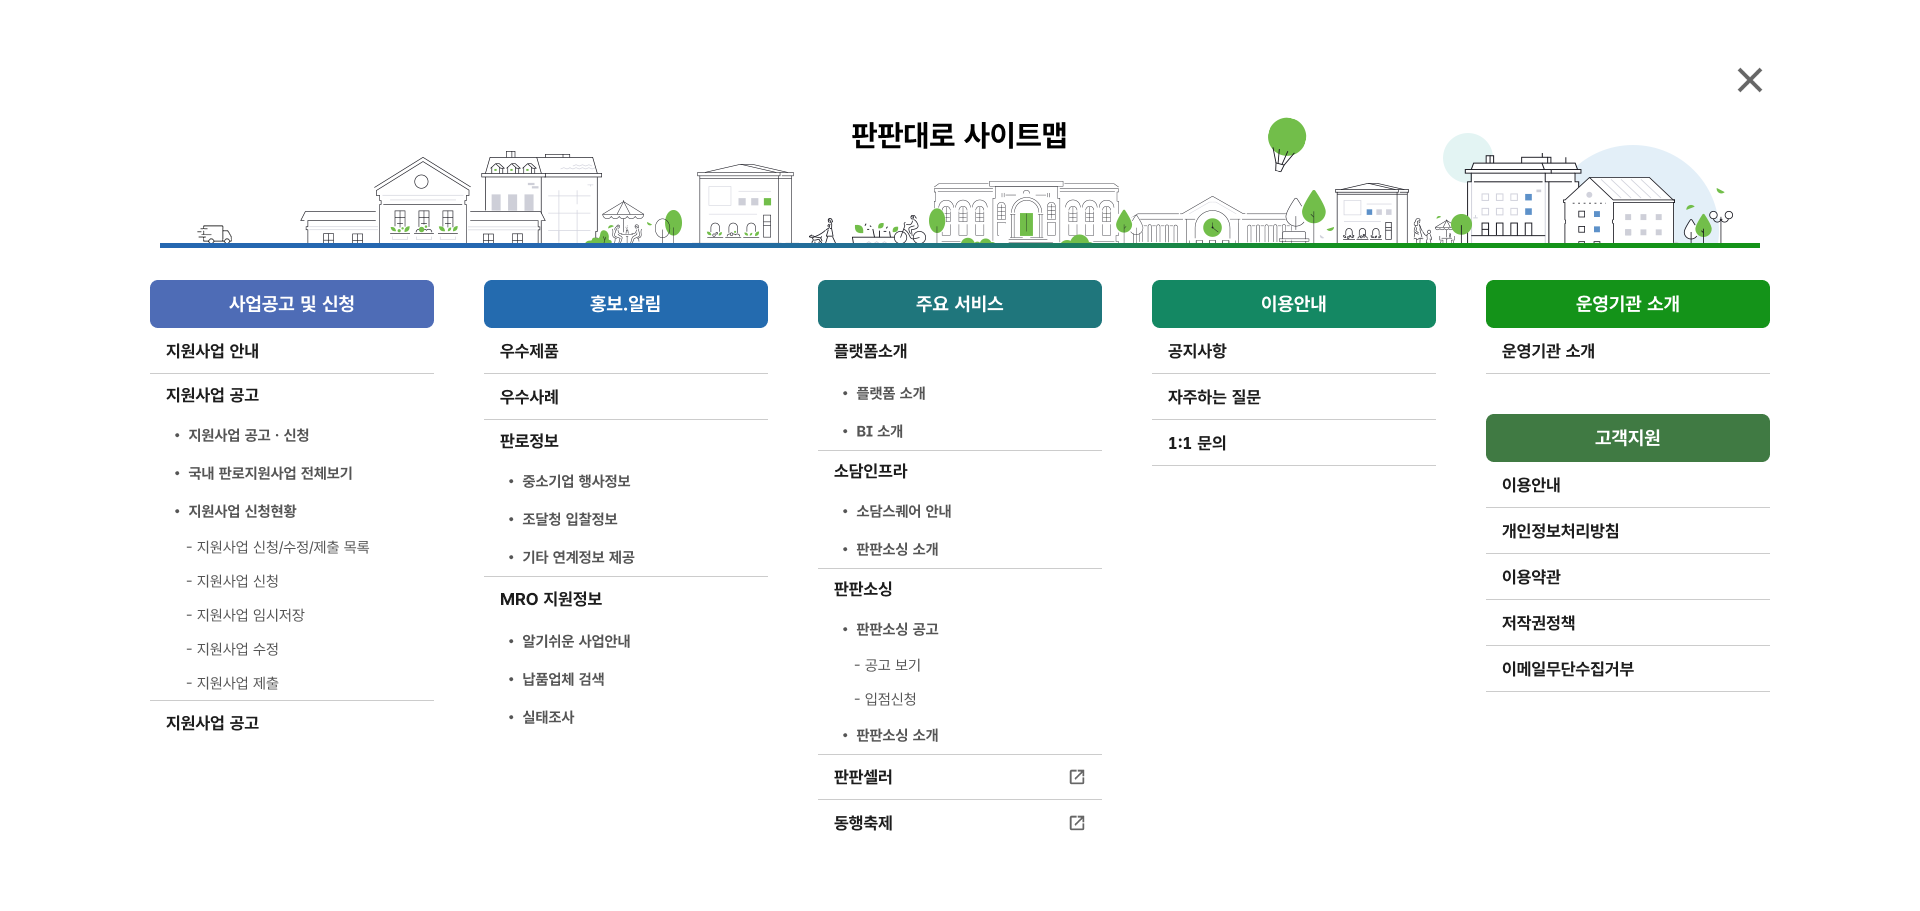 판판대로 사이트맵
사업공고 및 신청
지원사업 안내
지원사업 공고
• 지원사업 공고 · 신청
• 국내 판로지원사업 전체보기
• 지원사업 신청현황
- 지원사업 신청/수정/제출 목록
- 지원사업 신청
- 지원사업 임시저장
- 지원사업 수정
- 지원사업 제출
지원사업 공고
홍보.알림
우수제품
우수사례
판로정보
• 중소기업 행사정보
• 조달청 입찰정보
• 기타 연계정보 제공
MRO 지원정보
• 알기쉬운 사업안내
• 납품업체 검색
• 실태조사
주요 서비스
플랫폼소개
• 플랫폼 소개
• BI 소개
소담인프라
• 소담스퀘어 안내
• 판판소싱 소개
판판소싱
• 판판소싱 공고
- 공고 보기
- 입점신청
• 판판소싱 소개
판판셀러
동행축제
이용안내
공지사항
자주하는 질문
1:1 문의
운영기관 소개
운영기관 소개
고객지원
이용안내
개인정보처리방침
이용약관
저작권정책
이메일무단수집거부